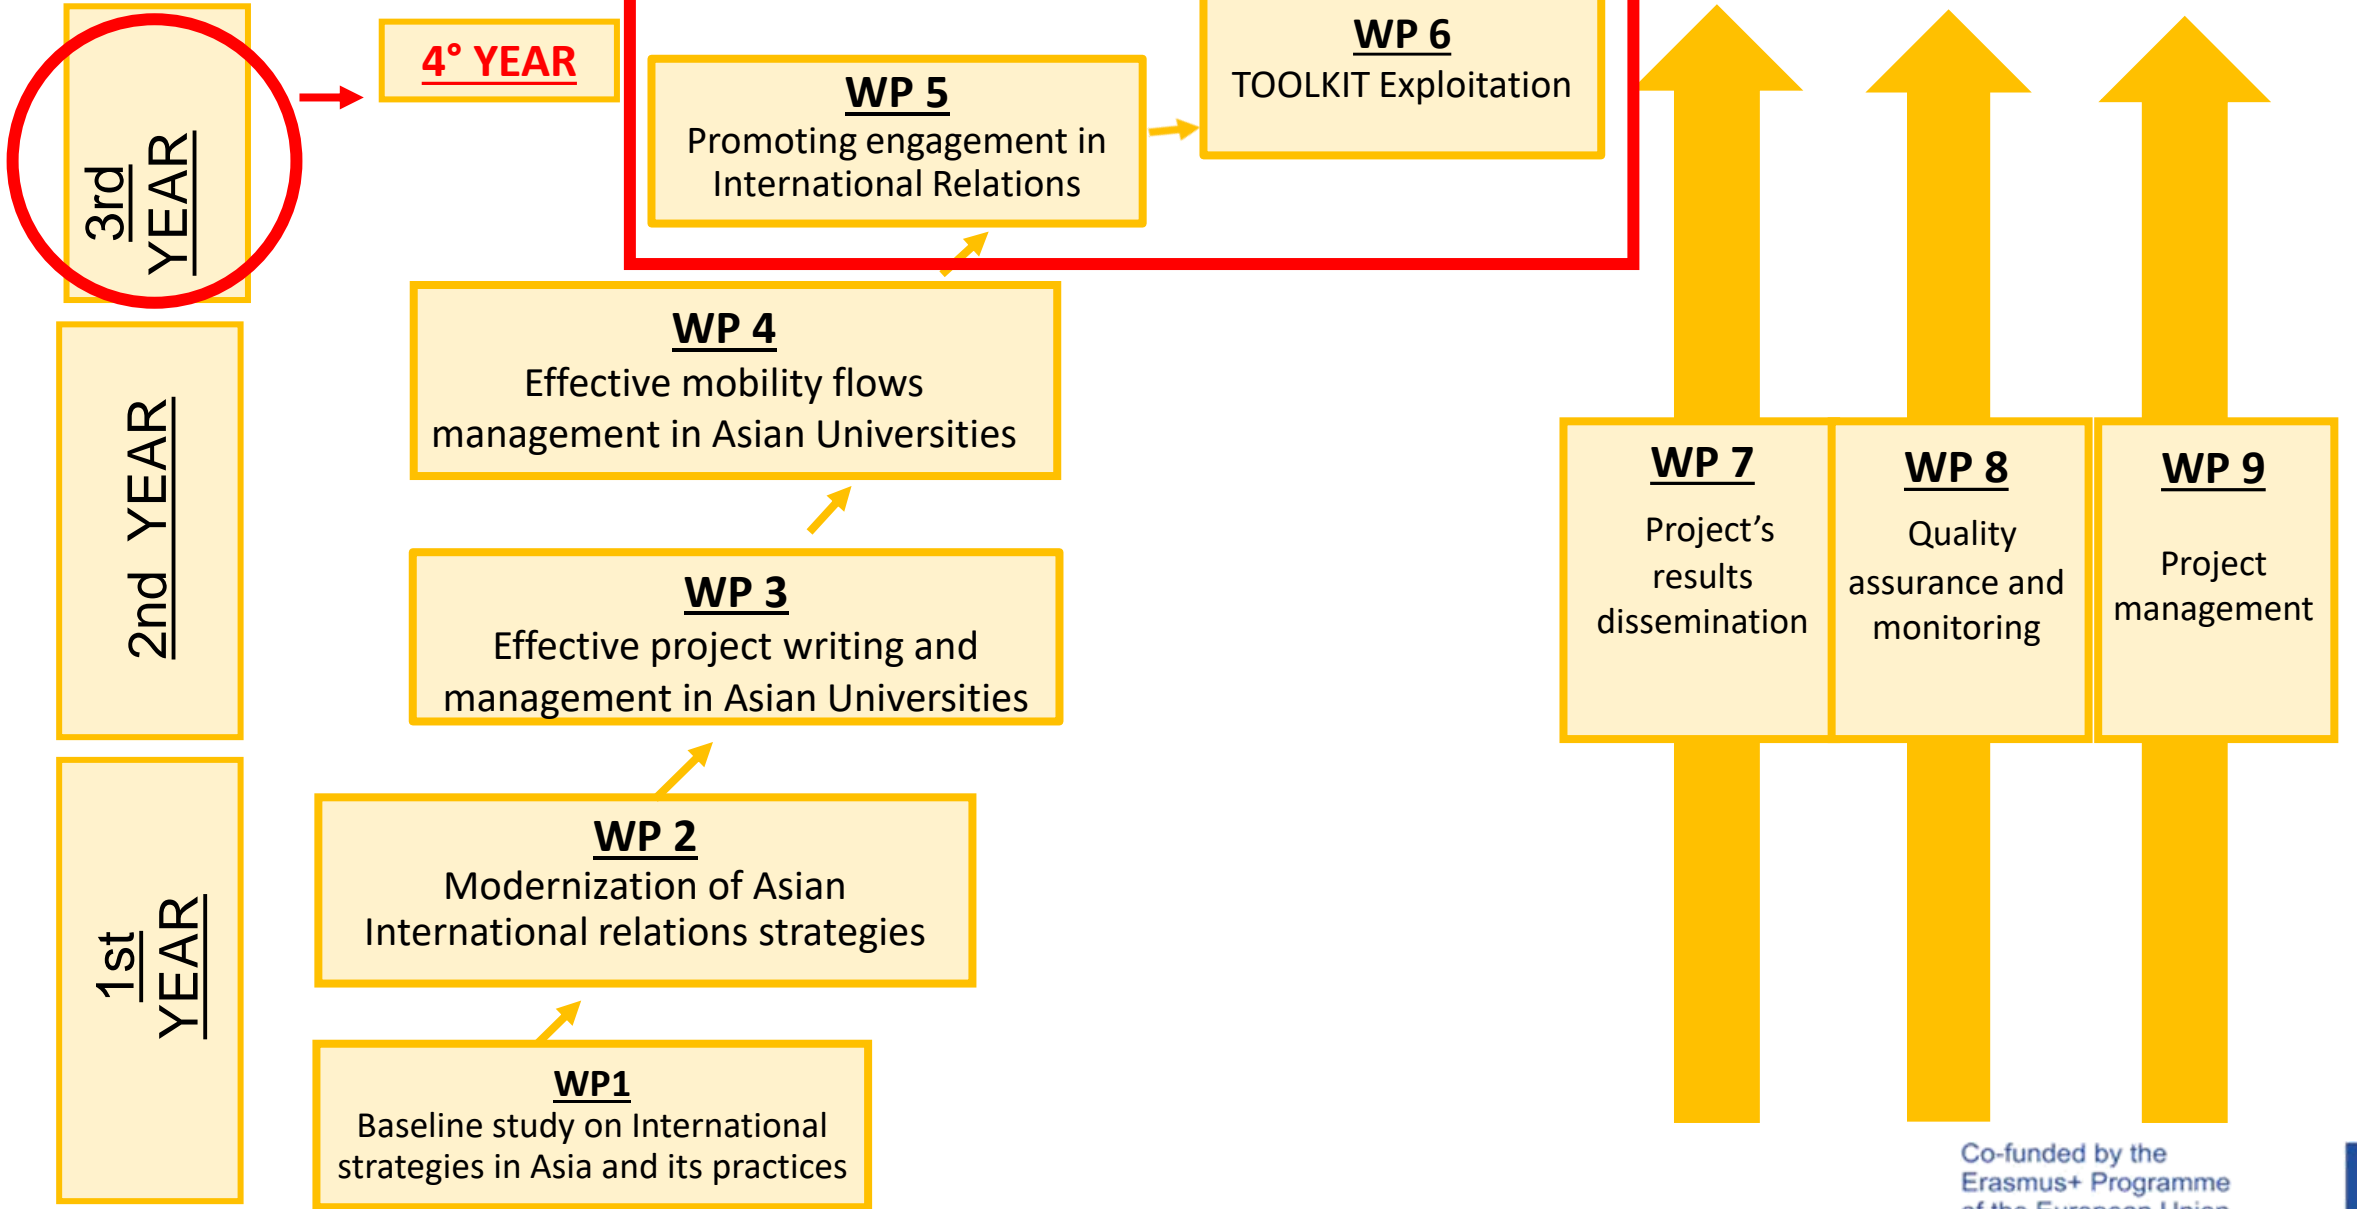 3rd
YEAR
4° YEAR
WP 6
TOOLKIT Exploitation
WP 5
Promoting engagement in
International Relations
WP 4
Effective mobility flows
management in Asian Universities
2nd YEAR
WP 3
Effective project writing and
management in Asian Universities
WP 7
Project’s
results
dissemination
WP 8
Quality
assurance and
monitoring
WP 9
Project
management
1st
YEAR
WP 2
Modernization of Asian
International relations strategies
WP1
Baseline study on International
strategies in Asia and its practices
Co-funded by the
Erasmus+ Programme
of the European Union